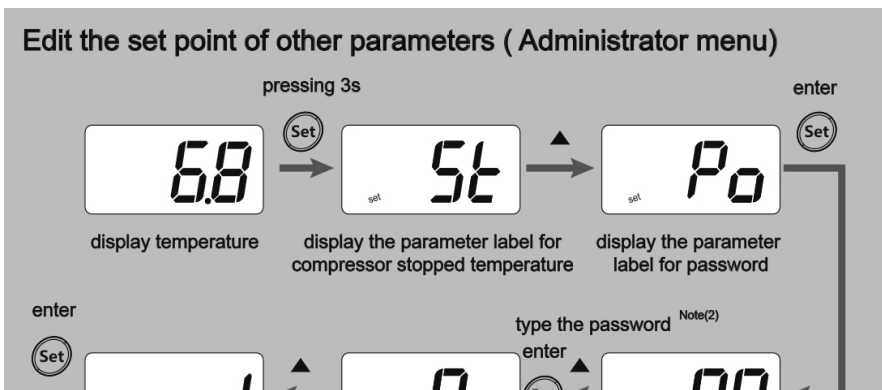 Edit the set point of other parameters ( Administrator menu)
pressing 3s
enter
Set
Set
6.8
set
St
set
Po
display temperature
display the parameter label for
compressor stopped temperature
display the parameter
label for password
enter
type the password Note(2)
enter
Set